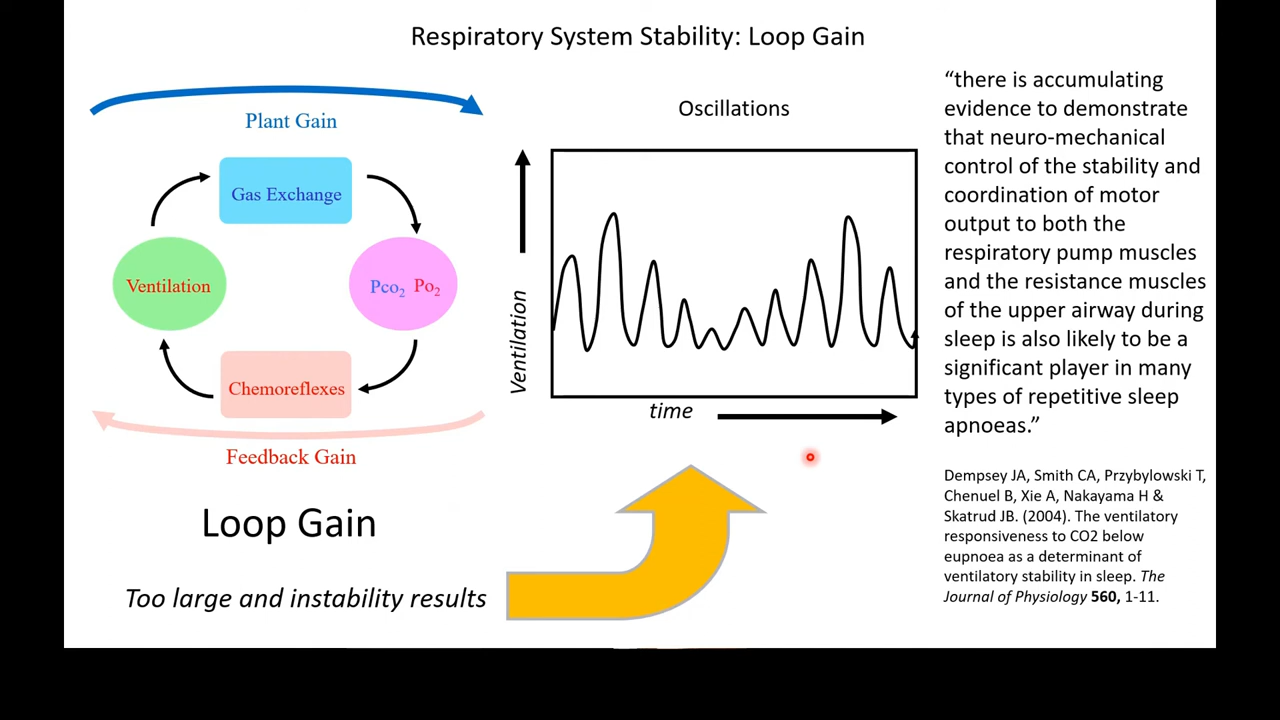 Respiratory System Stability: Loop Gain
Plant Gain
Gas Exchange
Ventilation
Pco₂ Po₂
Chemoreflexes
Feedback Gain
Loop Gain
Too large and instability results
Oscillations
Ventilation
time
“there is accumulating
evidence to demonstrate
that neuro-mechanical
control of the stability and
coordination of motor
output to both the
respiratory pump muscles
and the resistance muscles
of the upper airway during
sleep is also likely to be a
significant player in many
types of repetitive sleep
apnoeas.”
Dempsey JA, Smith CA, Przybylowski T,
Chenuel B, Xie A, Nakayama H &
Skatrud JB. (2004). The ventilatory
responsiveness to CO2 below
eupnoea as a determinant of
ventilatory stability in sleep. The
Journal of Physiology 560, 1-11.